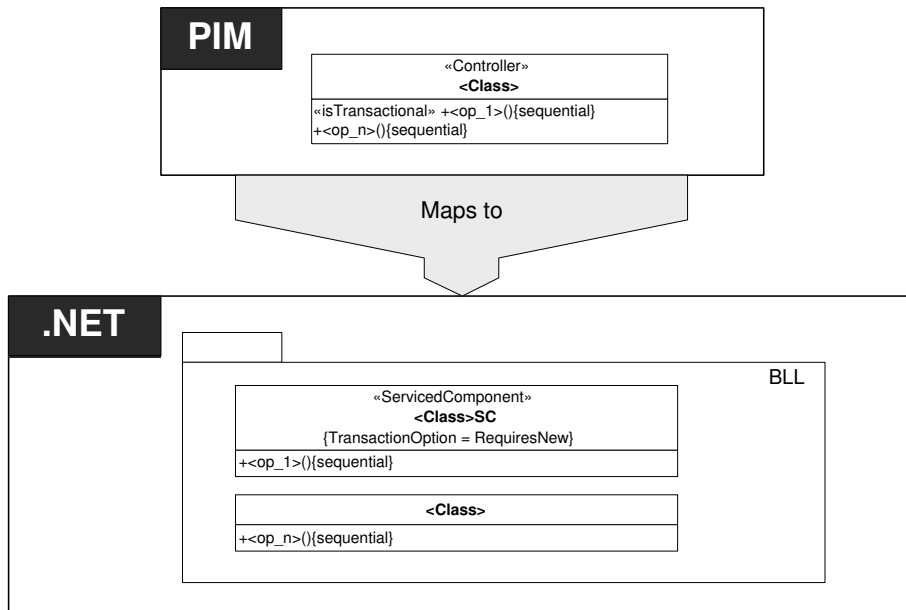 PIM
«Controller»
<Class>
«isTransactional» +<op_1>(){sequential}
+<op_n>(){sequential}
Maps to
.NET
BLL
«ServicedComponent»
<Class>SC
{TransactionOption = RequiresNew}
+<op_1>(){sequential}
<Class>
+<op_n>(){sequential}